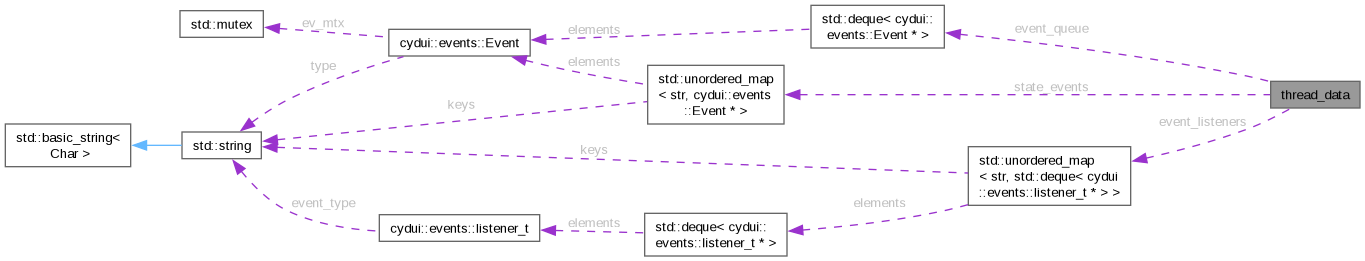 std::mutex
ev_mtx
cydui::events::Event
elements
std::deque< cydui::
events::Event * >
event_queue
type
elements
std::unordered_map
< str, cydui::events
::Event * >
state_events
thread_data
keys
event_listeners
std::basic_string<
Char >
std::string
keys
std::unordered_map
< str, std::deque< cydui
::events::listener_t * > >
event_type
cydui::events::listener_t
elements
std::deque< cydui::
events::listener_t * >
elements